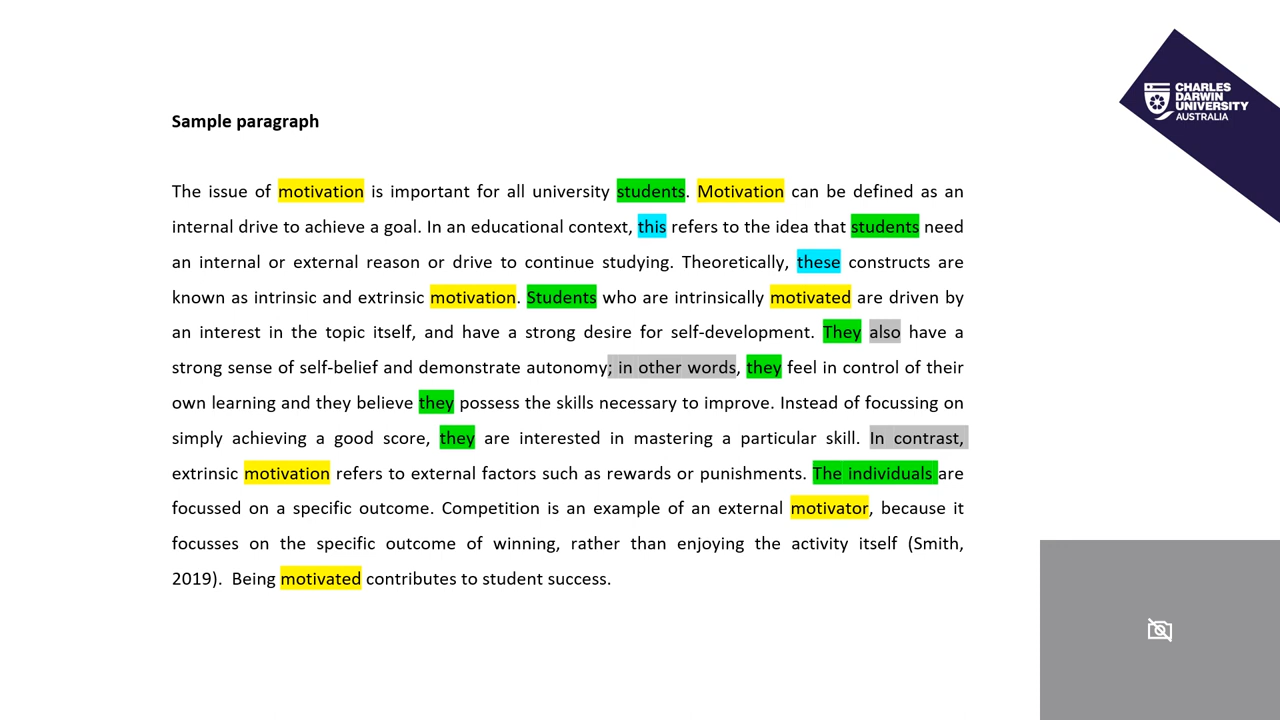 CHARLES
DARWIN
UNIVERSITY
AUSTRALIA
Sample paragraph
The issue of motivation is important for all university students. Motivation can be defined as an
internal drive to achieve a goal. In an educational context, this refers to the idea that students need
an internal or external reason or drive to continue studying. Theoretically, these constructs are
known as intrinsic and extrinsic motivation. Students who are intrinsically motivated are driven by
an interest in the topic itself, and have a strong desire for self-development. They also have a
strong sense of self-belief and demonstrate autonomy; in other words, they feel in control of their
own learning and they believe they possess the skills necessary to improve. Instead of focussing on
simply achieving a good score, they are interested in mastering a particular skill. In contrast,
extrinsic motivation refers to external factors such as rewards or punishments. The individuals are
focussed on a specific outcome. Competition is an example of an external motivator, because it
focusses on the specific outcome of winning, rather than enjoying the activity itself (Smith,
2019).  Being motivated contributes to student success.